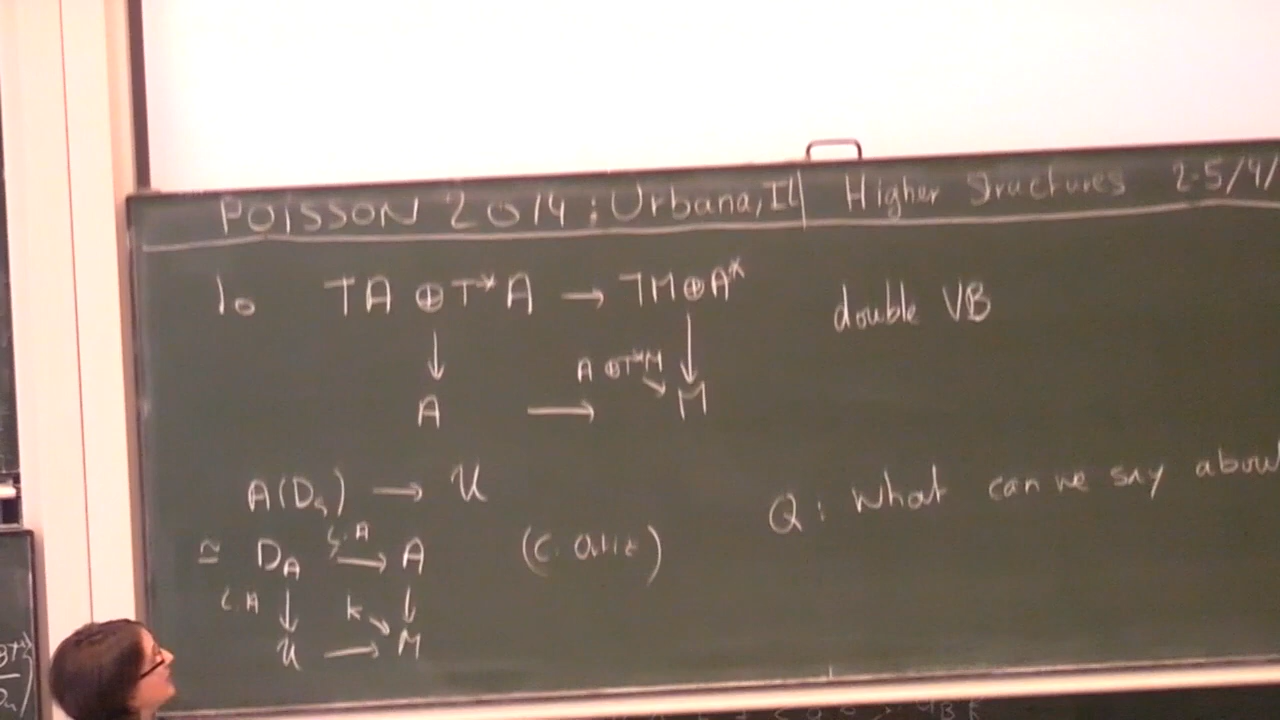 POISSON 2014 : Urbana, Il | Higher Structures 2-5/4/
1. TA ⊕ T*A → TM ⊕ A* double VB
↓ ↓
A ⊕ T*M ↘
A → M
A(D_u) → U
Q: What can we say about
≃ D_A → A (C. Ortiz)
↓ K ↘ ↓
U → M